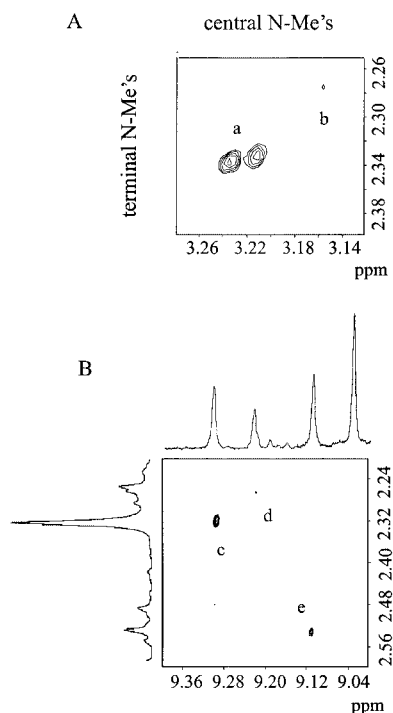 A
central N-Me's
terminal N-Me's
a
b
2.26
2.30
2.34
2.38
3.26
3.22
3.18
3.14
ppm
B
c
d
e
2.24
2.32
2.40
2.48
2.56
9.36
9.28
9.20
9.12
9.04
ppm